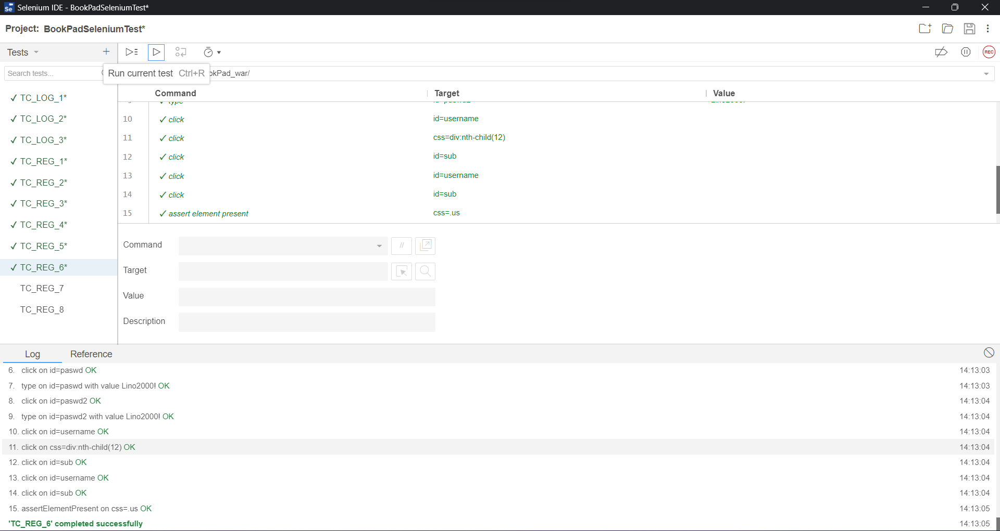 Selenium IDE - BookPadSeleniumTest*
Project: BookPadSeleniumTest*
Tests
REC
Search tests...
Run current test Ctrl+R
okPad_war/
Command Target Value
10 click id=username
11 click css=div:nth-child(12)
12 click id=sub
13 click id=username
14 click id=sub
15 assert element present css=.us
TC_LOG_1*
TC_LOG_2*
TC_LOG_3*
TC_REG_1*
TC_REG_2*
TC_REG_3*
TC_REG_4*
TC_REG_5*
TC_REG_6*
TC_REG_7
TC_REG_8
Command //
Target
Value
Description
Log Reference
6. click on id=paswd OK 14:13:03
7. type on id=paswd with value Lino2000! OK 14:13:03
8. click on id=paswd2 OK 14:13:04
9. type on id=paswd2 with value Lino2000! OK 14:13:04
10. click on id=username OK 14:13:04
11. click on css=div:nth-child(12) OK 14:13:04
12. click on id=sub OK 14:13:04
13. click on id=username OK 14:13:04
14. click on id=sub OK 14:13:04
15. assertElementPresent on css=.us OK 14:13:05
'TC_REG_6' completed successfully 14:13:05